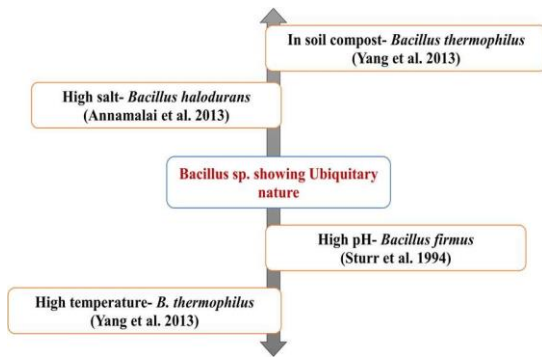 In soil compost- Bacillus thermophilus
(Yang et al. 2013)
High salt- Bacillus halodurans
(Annamalai et al. 2013)
Bacillus sp. showing Ubiquitary
nature
High pH- Bacillus firmus
(Sturr et al. 1994)
High temperature- B. thermophilus
(Yang et al. 2013)